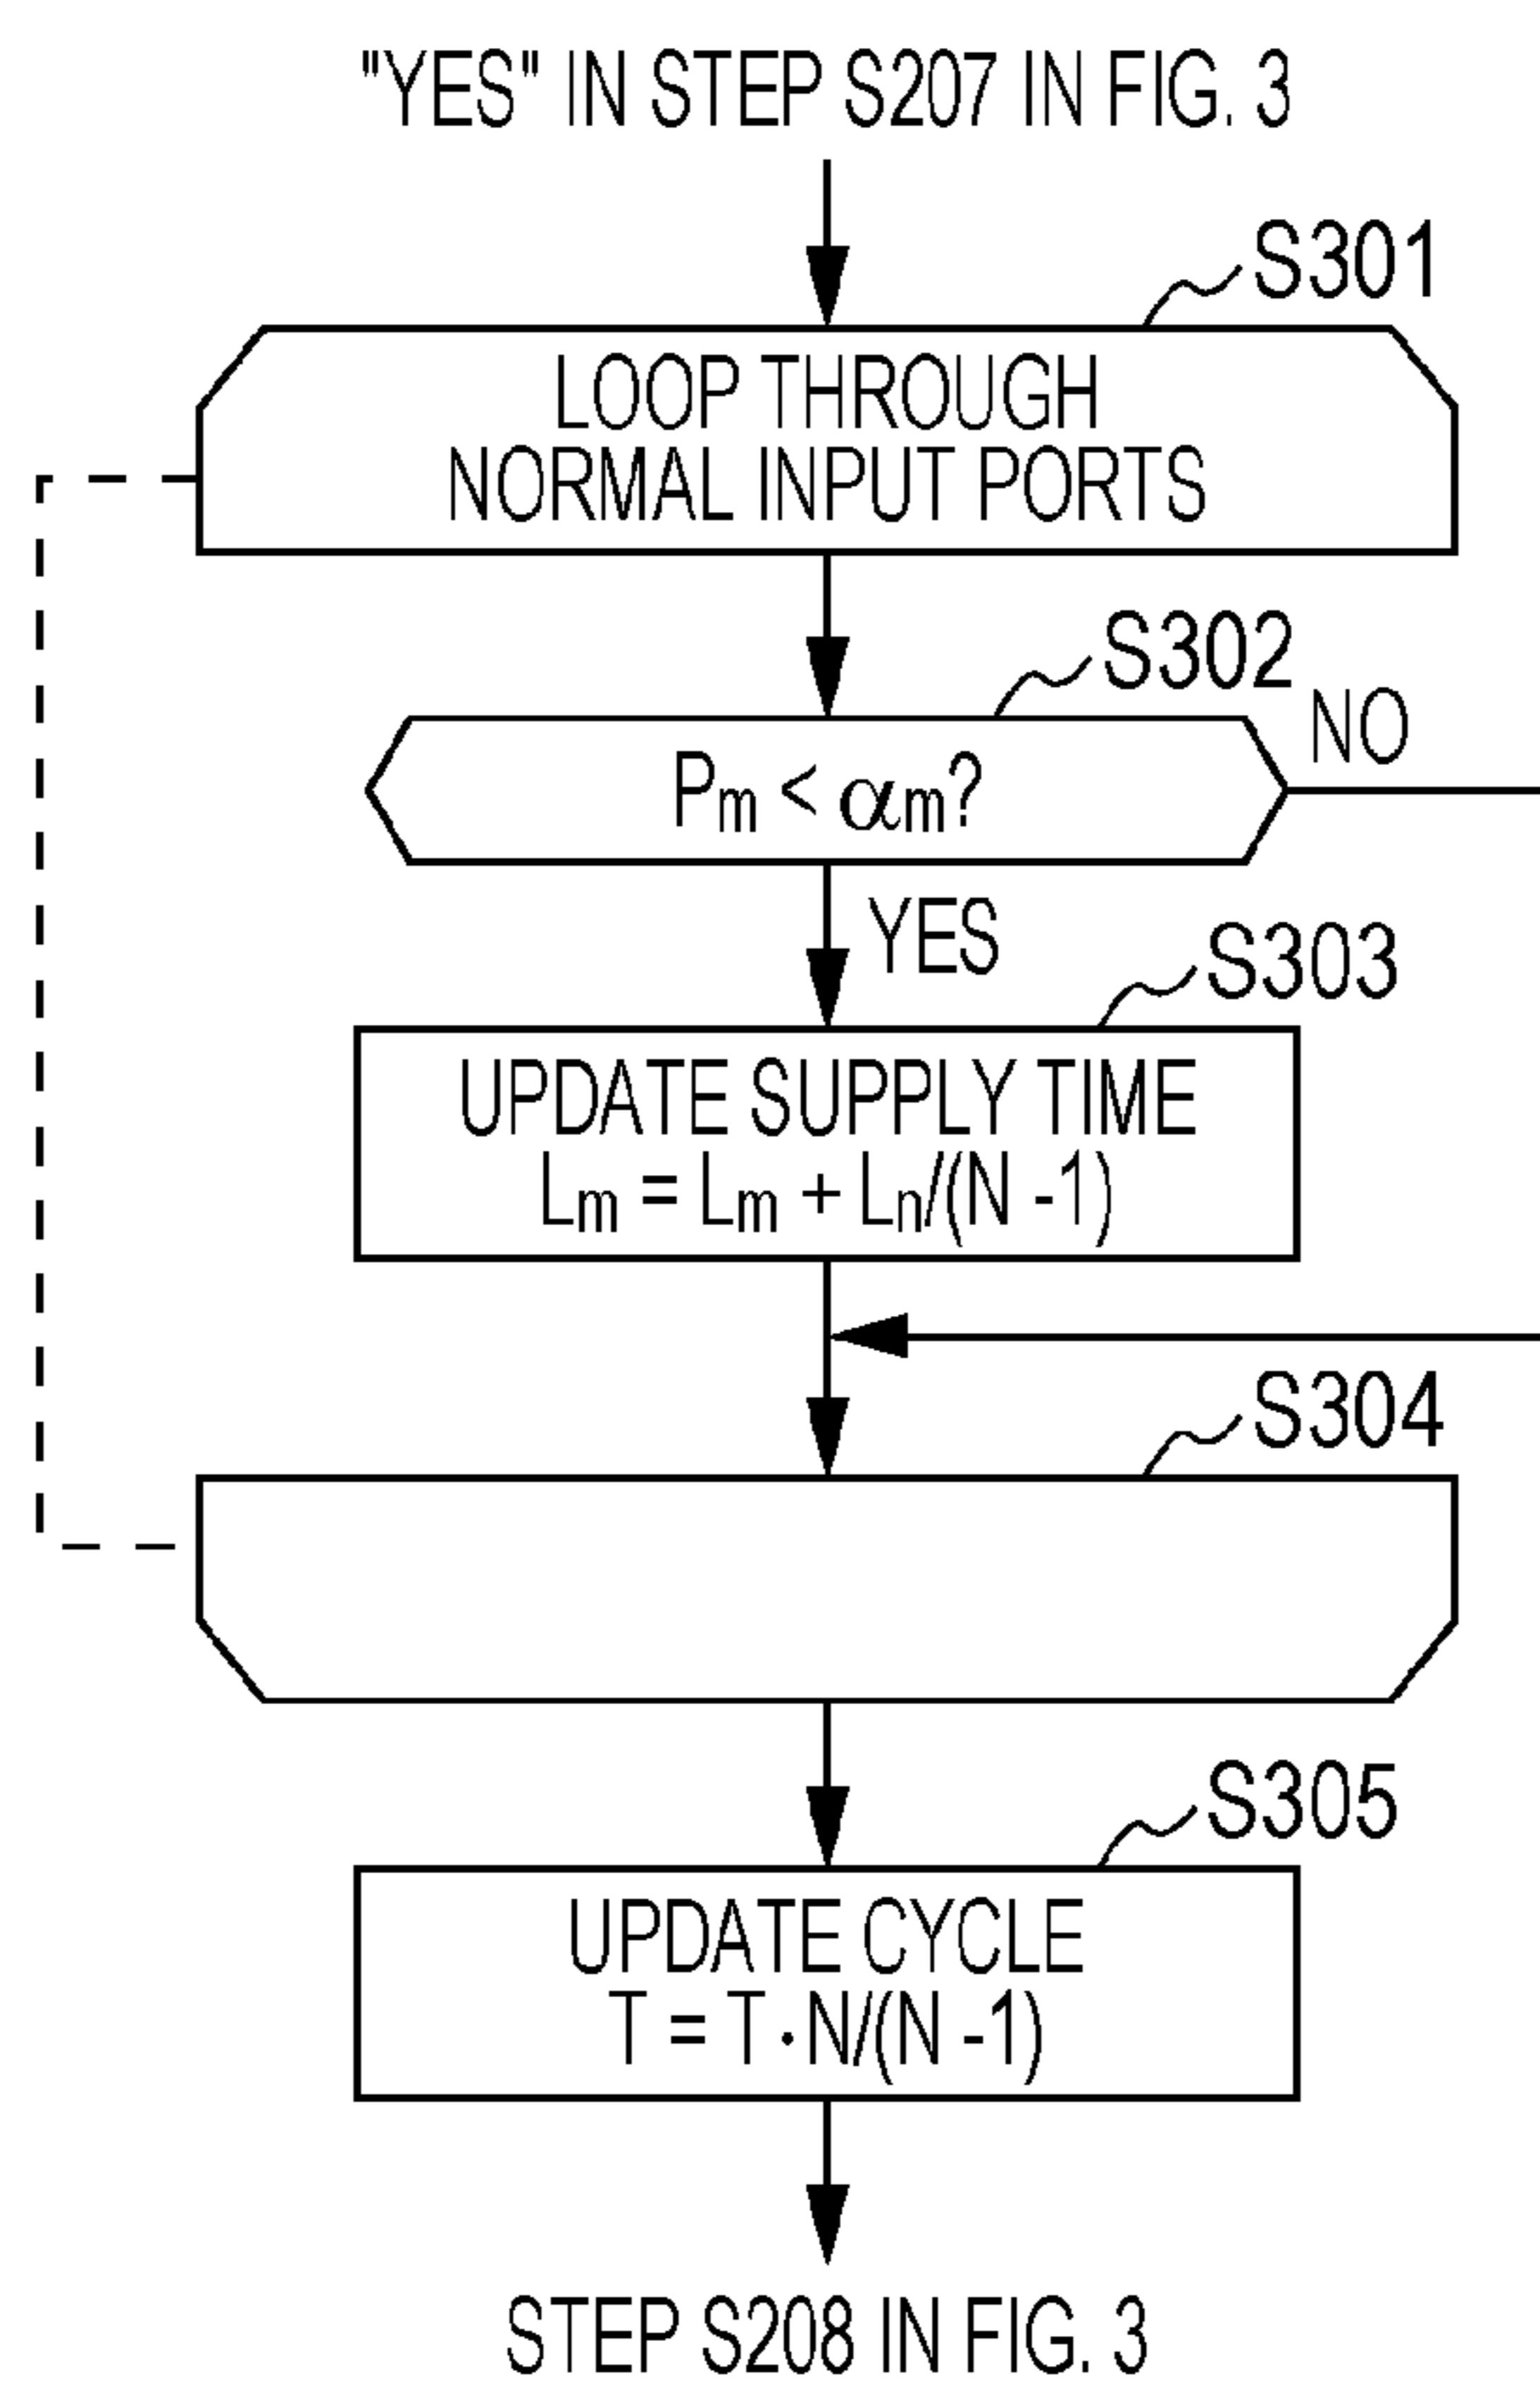 "YES" IN STEP S207 IN FIG. 3
S301
LOOP THROUGH
NORMAL INPUT PORTS
S302
NO
Pm < αm?
YES
S303
UPDATE SUPPLY TIME
Lm = Lm + Ln/(N -1)
S304
S305
UPDATE CYCLE
T = T・N/(N -1)
STEP S208 IN FIG. 3